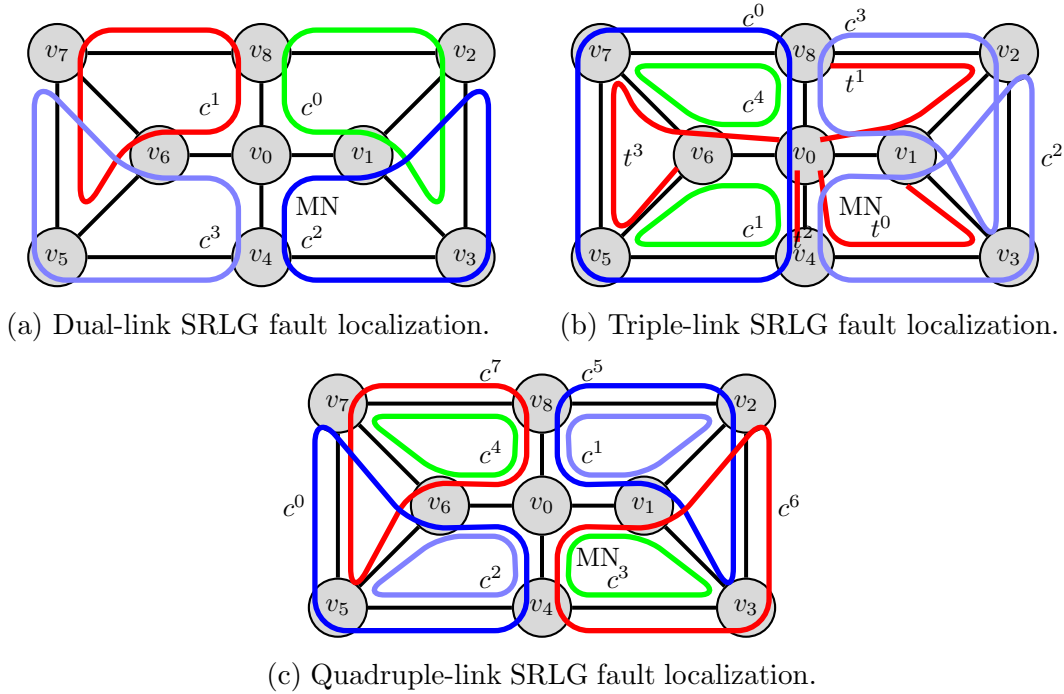 v7 v8 v2
c1 c0
v6 v0 v1
MN
c3 c2
v5 v4 v3
(a) Dual-link SRLG fault localization.
c0 c3
v7 v8 v2
t1
c4
t3 v6 v0 v1 c2
MN
c1 t0
t2
v5 v4 v3
(b) Triple-link SRLG fault localization.
c7 c5
v7 v8 v2
c4 c1
c0 v6 v0 v1 c6
MN
c2 c3
v5 v4 v3
(c) Quadruple-link SRLG fault localization.